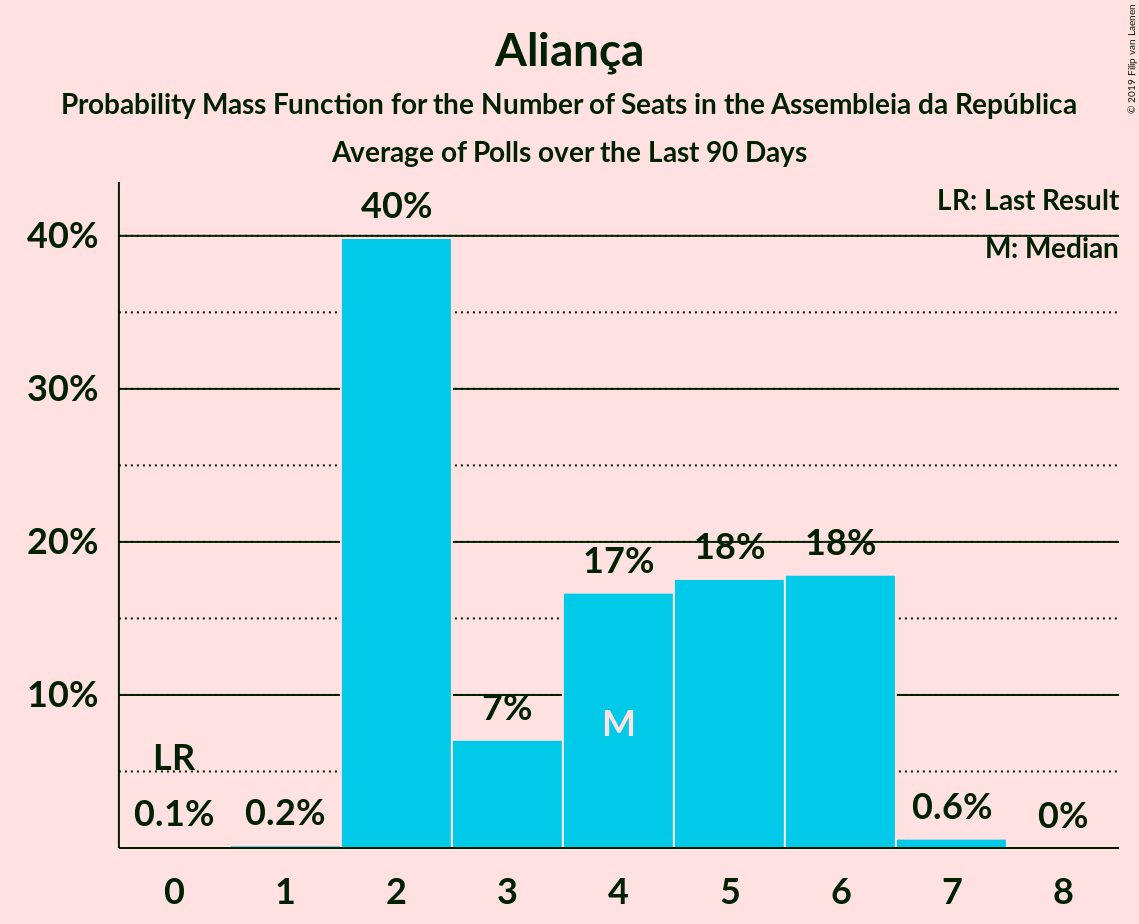 Aliança
Probability Mass Function for the Number of Seats in the Assembleia da República
Average of Polls over the Last 90 Days
© 2019 Filip van Laenen
LR: Last Result
M: Median
40%
30%
20%
10%
LR
0.1%
0.2%
40%
7%
17%
M
18%
18%
0.6%
0%
0 1 2 3 4 5 6 7 8